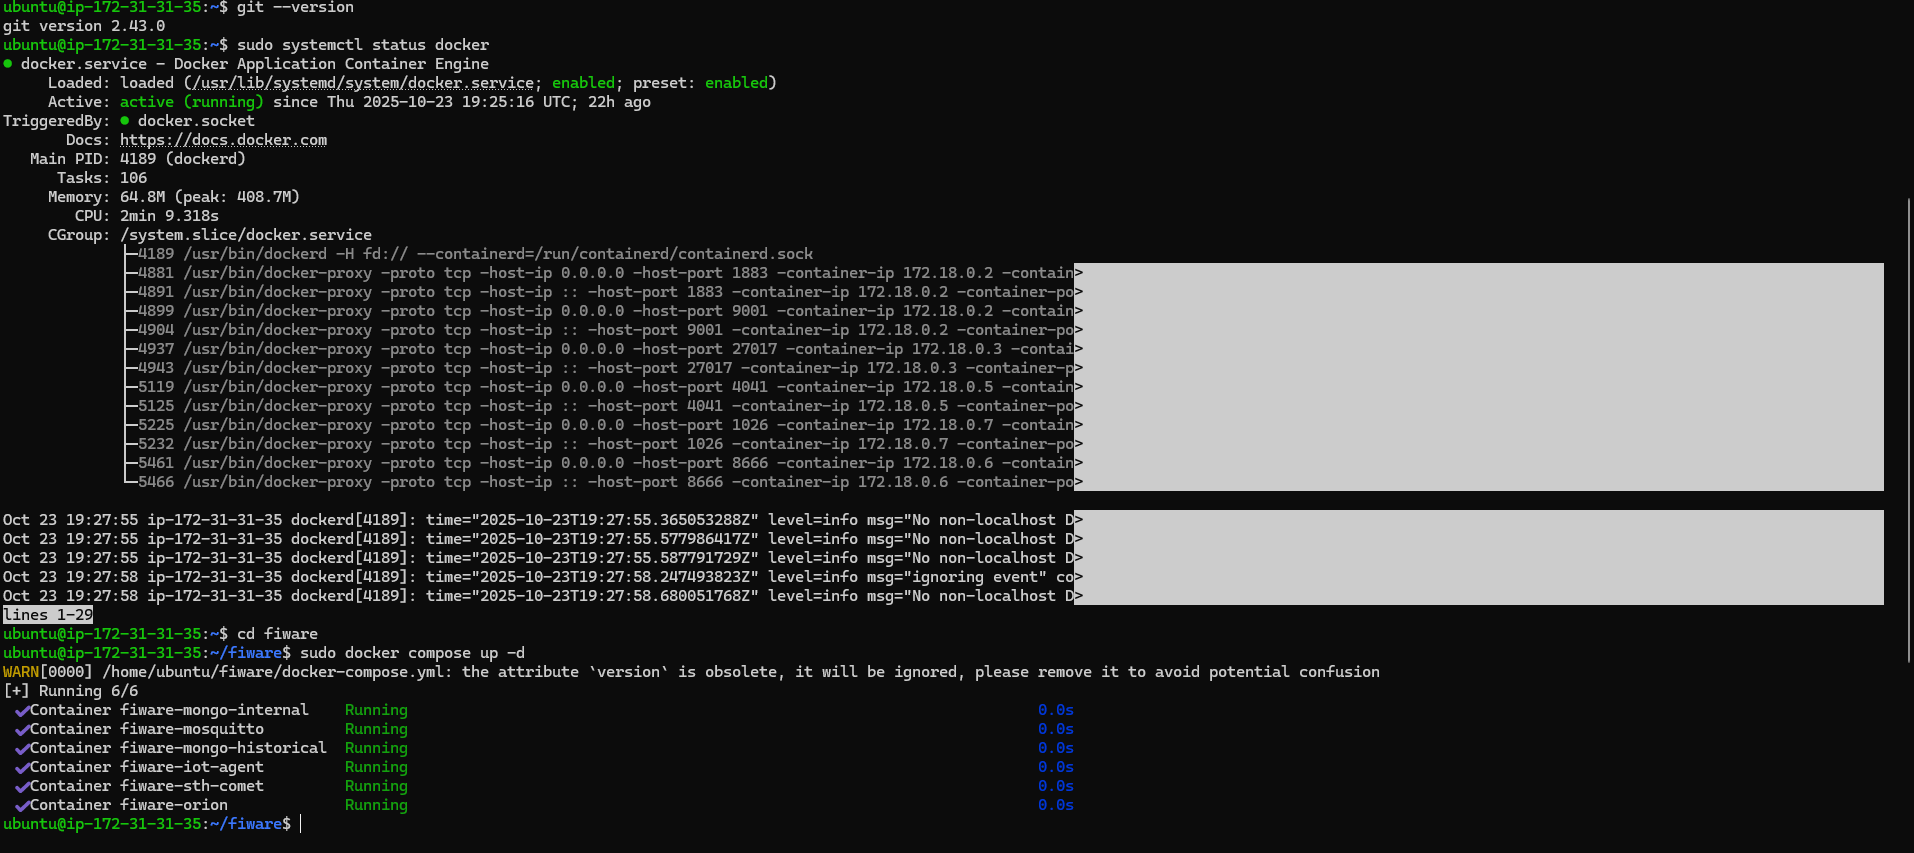 ubuntu@ip-172-31-31-35:~$ git --version
git version 2.43.0
ubuntu@ip-172-31-31-35:~$ sudo systemctl status docker
● docker.service - Docker Application Container Engine
     Loaded: loaded (/usr/lib/systemd/system/docker.service; enabled; preset: enabled)
     Active: active (running) since Thu 2025-10-23 19:25:16 UTC; 22h ago
TriggeredBy: ● docker.socket
       Docs: https://docs.docker.com
   Main PID: 4189 (dockerd)
      Tasks: 106
     Memory: 64.8M (peak: 408.7M)
        CPU: 2min 9.318s
     CGroup: /system.slice/docker.service
             ├─4189 /usr/bin/dockerd -H fd:// --containerd=/run/containerd/containerd.sock
             ├─4881 /usr/bin/docker-proxy -proto tcp -host-ip 0.0.0.0 -host-port 1883 -container-ip 172.18.0.2 -contain>
             ├─4891 /usr/bin/docker-proxy -proto tcp -host-ip :: -host-port 1883 -container-ip 172.18.0.2 -container-po>
             ├─4899 /usr/bin/docker-proxy -proto tcp -host-ip 0.0.0.0 -host-port 9001 -container-ip 172.18.0.2 -contain>
             ├─4904 /usr/bin/docker-proxy -proto tcp -host-ip :: -host-port 9001 -container-ip 172.18.0.2 -container-po>
             ├─4937 /usr/bin/docker-proxy -proto tcp -host-ip 0.0.0.0 -host-port 27017 -container-ip 172.18.0.3 -contai>
             ├─4943 /usr/bin/docker-proxy -proto tcp -host-ip :: -host-port 27017 -container-ip 172.18.0.3 -container-p>
             ├─5119 /usr/bin/docker-proxy -proto tcp -host-ip 0.0.0.0 -host-port 4041 -container-ip 172.18.0.5 -contain>
             ├─5125 /usr/bin/docker-proxy -proto tcp -host-ip :: -host-port 4041 -container-ip 172.18.0.5 -container-po>
             ├─5225 /usr/bin/docker-proxy -proto tcp -host-ip 0.0.0.0 -host-port 1026 -container-ip 172.18.0.7 -contain>
             ├─5232 /usr/bin/docker-proxy -proto tcp -host-ip :: -host-port 1026 -container-ip 172.18.0.7 -container-po>
             ├─5461 /usr/bin/docker-proxy -proto tcp -host-ip 0.0.0.0 -host-port 8666 -container-ip 172.18.0.6 -contain>
             └─5466 /usr/bin/docker-proxy -proto tcp -host-ip :: -host-port 8666 -container-ip 172.18.0.6 -container-po>

Oct 23 19:27:55 ip-172-31-31-35 dockerd[4189]: time="2025-10-23T19:27:55.365053288Z" level=info msg="No non-localhost D>
Oct 23 19:27:55 ip-172-31-31-35 dockerd[4189]: time="2025-10-23T19:27:55.577986417Z" level=info msg="No non-localhost D>
Oct 23 19:27:55 ip-172-31-31-35 dockerd[4189]: time="2025-10-23T19:27:55.587791729Z" level=info msg="No non-localhost D>
Oct 23 19:27:58 ip-172-31-31-35 dockerd[4189]: time="2025-10-23T19:27:58.247493823Z" level=info msg="ignoring event" co>
Oct 23 19:27:58 ip-172-31-31-35 dockerd[4189]: time="2025-10-23T19:27:58.680051768Z" level=info msg="No non-localhost D>
lines 1-29
ubuntu@ip-172-31-31-35:~$ cd fiware
ubuntu@ip-172-31-31-35:~/fiware$ sudo docker compose up -d
WARN[0000] /home/ubuntu/fiware/docker-compose.yml: the attribute `version` is obsolete, it will be ignored, please remove it to avoid potential confusion
[+] Running 6/6
 ✔Container fiware-mongo-internal    Running 0.0s
 ✔Container fiware-mosquitto         Running 0.0s
 ✔Container fiware-mongo-historical  Running 0.0s
 ✔Container fiware-iot-agent         Running 0.0s
 ✔Container fiware-sth-comet         Running 0.0s
 ✔Container fiware-orion             Running 0.0s
ubuntu@ip-172-31-31-35:~/fiware$